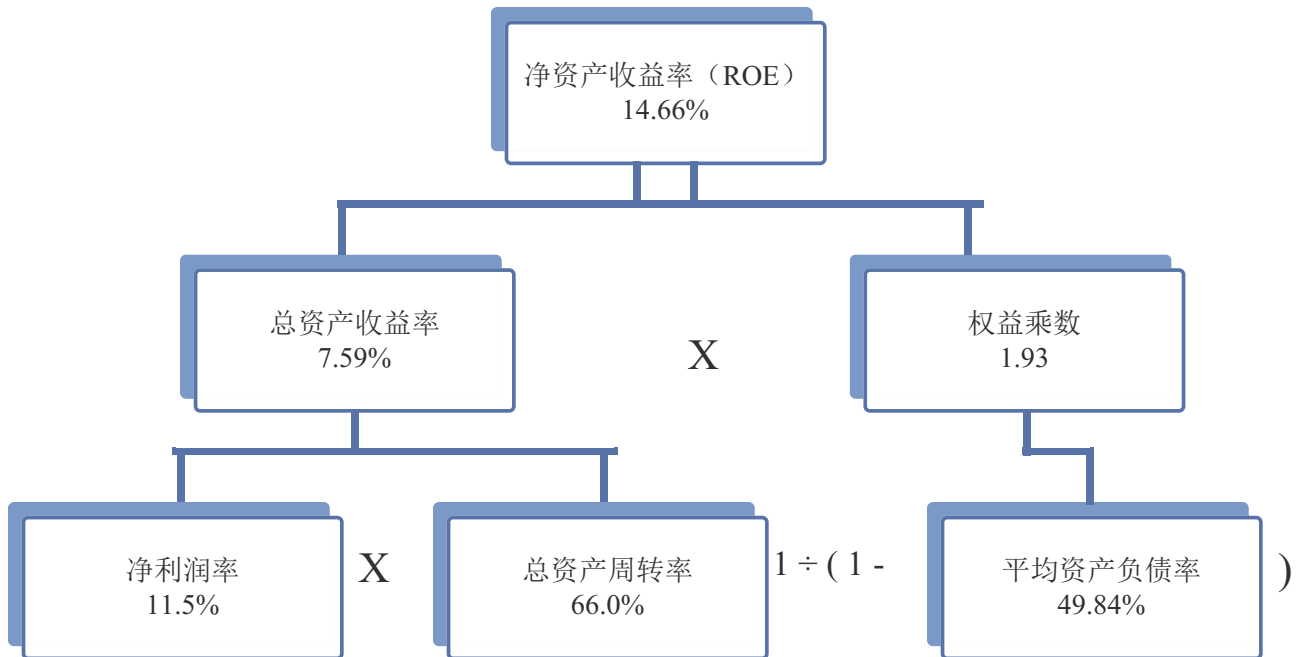 净资产收益率（ROE）
14.66%
总资产收益率
7.59%
X
权益乘数
1.93
净利润率
11.5%
X
总资产周转率
66.0%
1 ÷ ( 1 -
平均资产负债率
49.84%
)